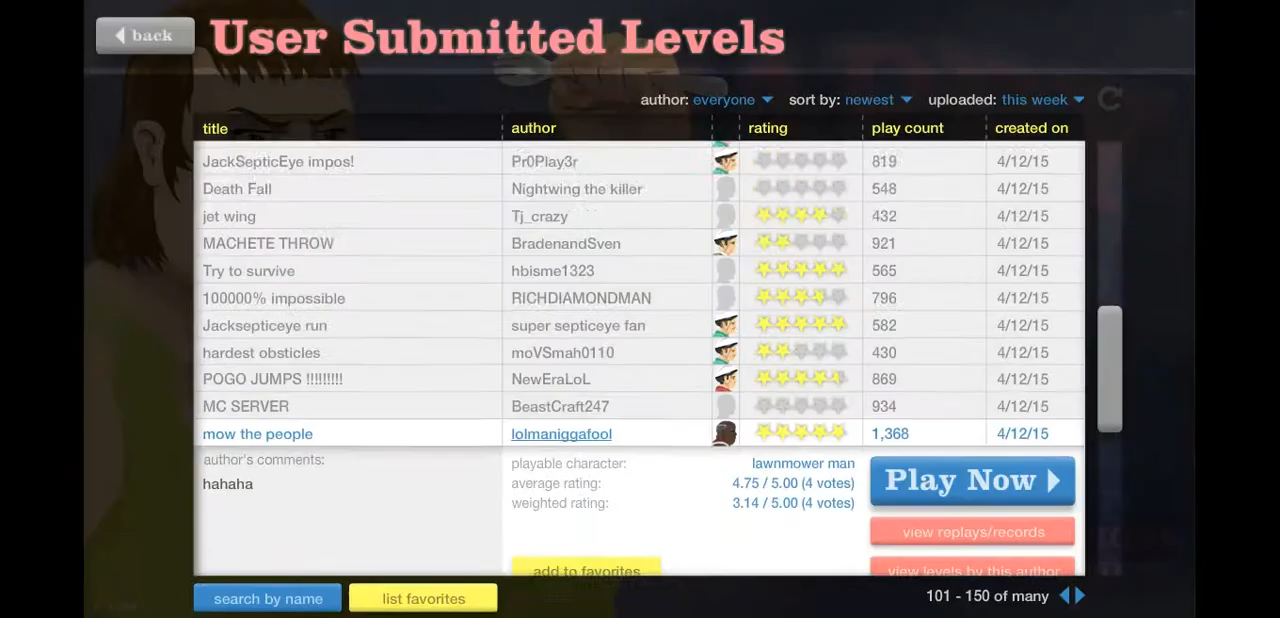 back
User Submitted Levels
author: everyone sort by: newest uploaded: this week
title author rating play count created on
JackSepticEye impos! Pr0Play3r 819 4/12/15
Death Fall Nightwing the killer 548 4/12/15
jet wing Tj_crazy 432 4/12/15
MACHETE THROW BradenandSven 921 4/12/15
Try to survive hbisme1323 565 4/12/15
100000% impossible RICHDIAMONDMAN 796 4/12/15
Jacksepticeye run super septiceye fan 582 4/12/15
hardest obsticles moVSmah0110 430 4/12/15
POGO JUMPS !!!!!!!!! NewEraLoL 869 4/12/15
MC SERVER BeastCraft247 934 4/12/15
mow the people lolmaniggafool 1,368 4/12/15
author's comments:
hahaha
playable character: lawnmower man
average rating: 4.75 / 5.00 (4 votes)
weighted rating: 3.14 / 5.00 (4 votes)
Play Now
view replays/records
add to favorites
view levels by this author
search by name list favorites 101 - 150 of many